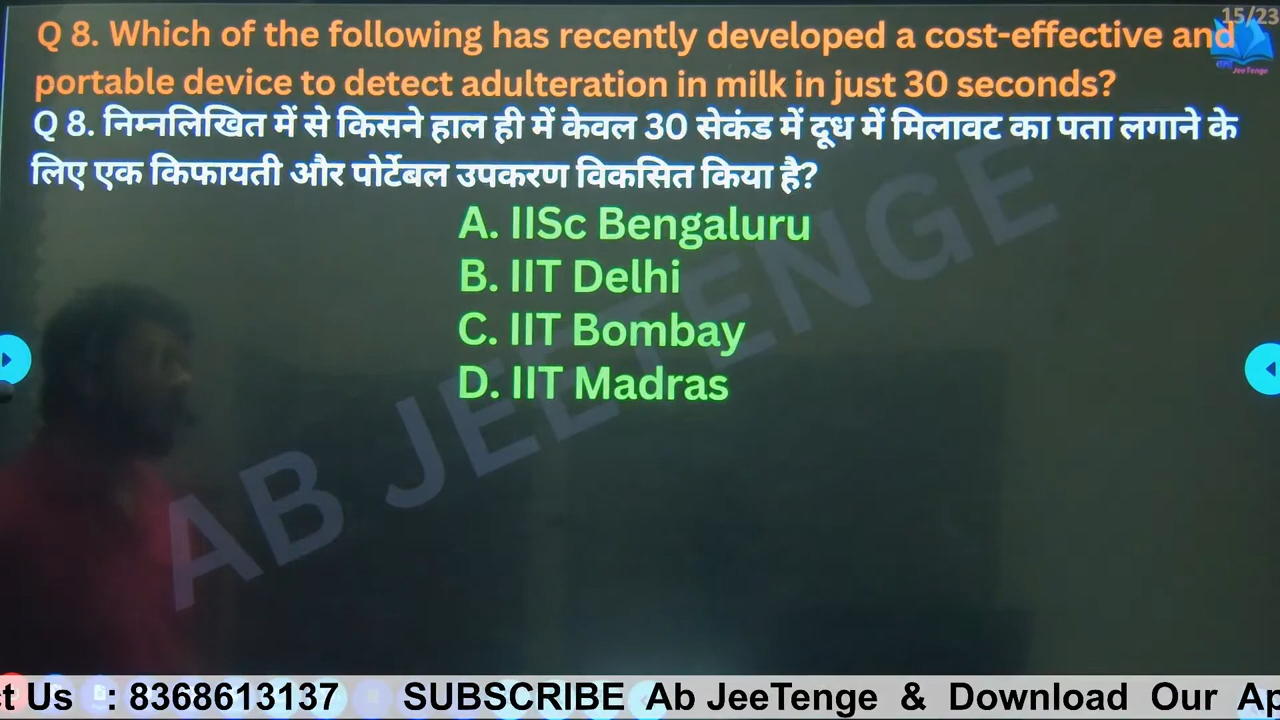 15/23
Q 8. Which of the following has recently developed a cost-effective and
portable device to detect adulteration in milk in just 30 seconds?
Q 8. निम्नलिखित में से किसने हाल ही में केवल 30 सेकंड में दूध में मिलावट का पता लगाने के
लिए एक किफायती और पोर्टेबल उपकरण विकसित किया है?
A. IISc Bengaluru
B. IIT Delhi
C. IIT Bombay
D. IIT Madras
AB JEETENGE
JeeTenge
ct Us : 8368613137 SUBSCRIBE Ab JeeTenge & Download Our Ap